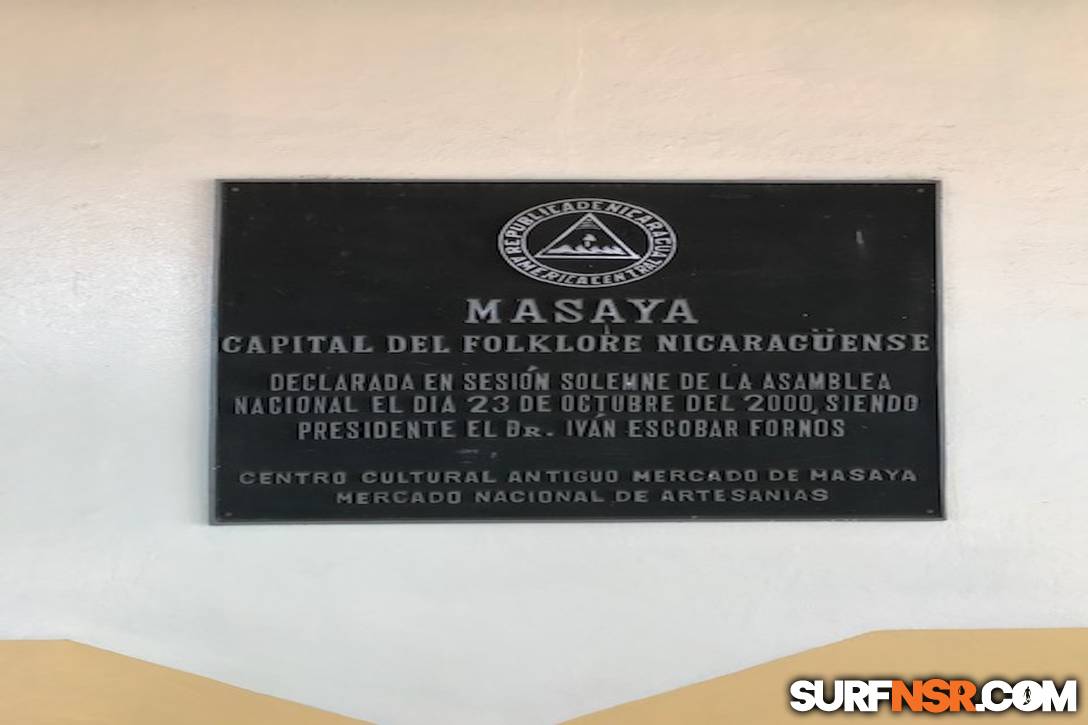 REPUBLICA DE NICARAGUA
AMERICA CENTRAL
MASAYA
CAPITAL DEL FOLKLORE NICARAGÜENSE
DECLARADA EN SESIÓN SOLEMNE DE LA ASAMBLEA
NACIONAL EL DIA 23 DE OCTUBRE DEL 2000, SIENDO
PRESIDENTE EL Dr. IVÁN ESCOBAR FORNOS
CENTRO CULTURAL ANTIGUO MERCADO DE MASAYA
MERCADO NACIONAL DE ARTESANIAS
SURFNSR.COM